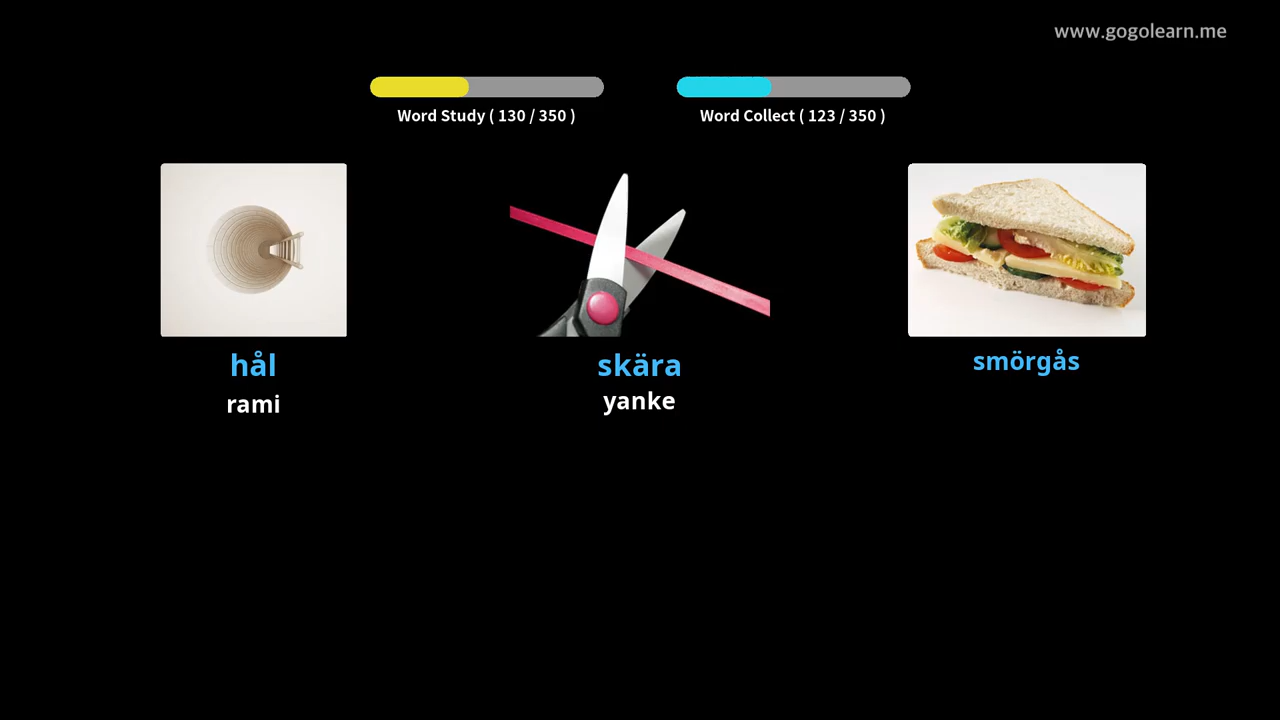 www.gogolearn.me
Word Study ( 130 / 350 )
Word Collect ( 123 / 350 )
hål
rami
skära
yanke
smörgås